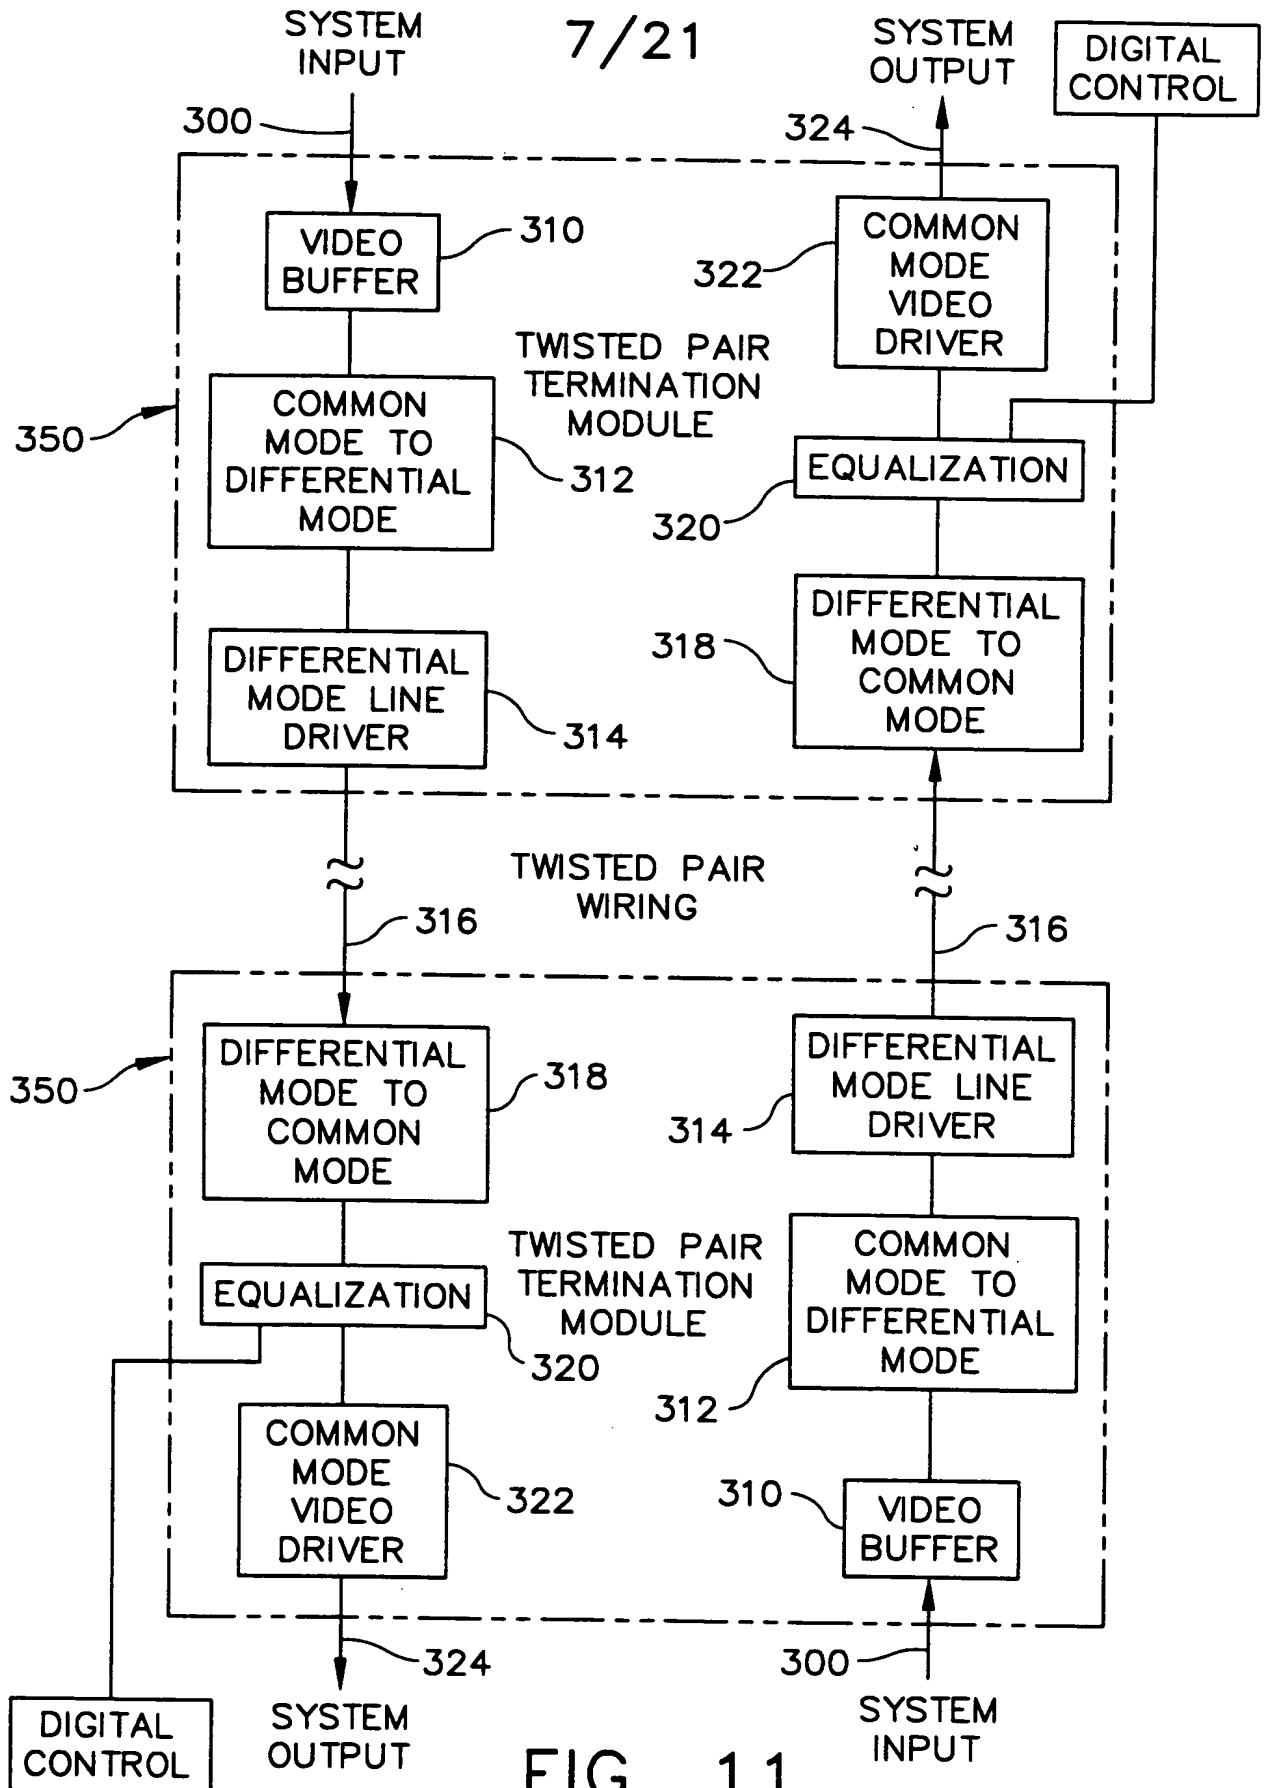 SYSTEM
INPUT
7/21
SYSTEM
OUTPUT
DIGITAL
CONTROL
300
324
VIDEO
BUFFER
310
COMMON
MODE
VIDEO
DRIVER
322
TWISTED PAIR
TERMINATION
MODULE
350
COMMON
MODE TO
DIFFERENTIAL
MODE
312
EQUALIZATION
320
DIFFERENTIAL
MODE LINE
DRIVER
314
DIFFERENTIAL
MODE TO
COMMON
MODE
318
TWISTED PAIR
WIRING
316
316
350
DIFFERENTIAL
MODE TO
COMMON
MODE
318
DIFFERENTIAL
MODE LINE
DRIVER
314
TWISTED PAIR
TERMINATION
MODULE
EQUALIZATION
320
COMMON
MODE TO
DIFFERENTIAL
MODE
312
COMMON
MODE
VIDEO
DRIVER
322
VIDEO
BUFFER
310
324
300
DIGITAL
CONTROL
SYSTEM
OUTPUT
SYSTEM
INPUT
FIG. 11